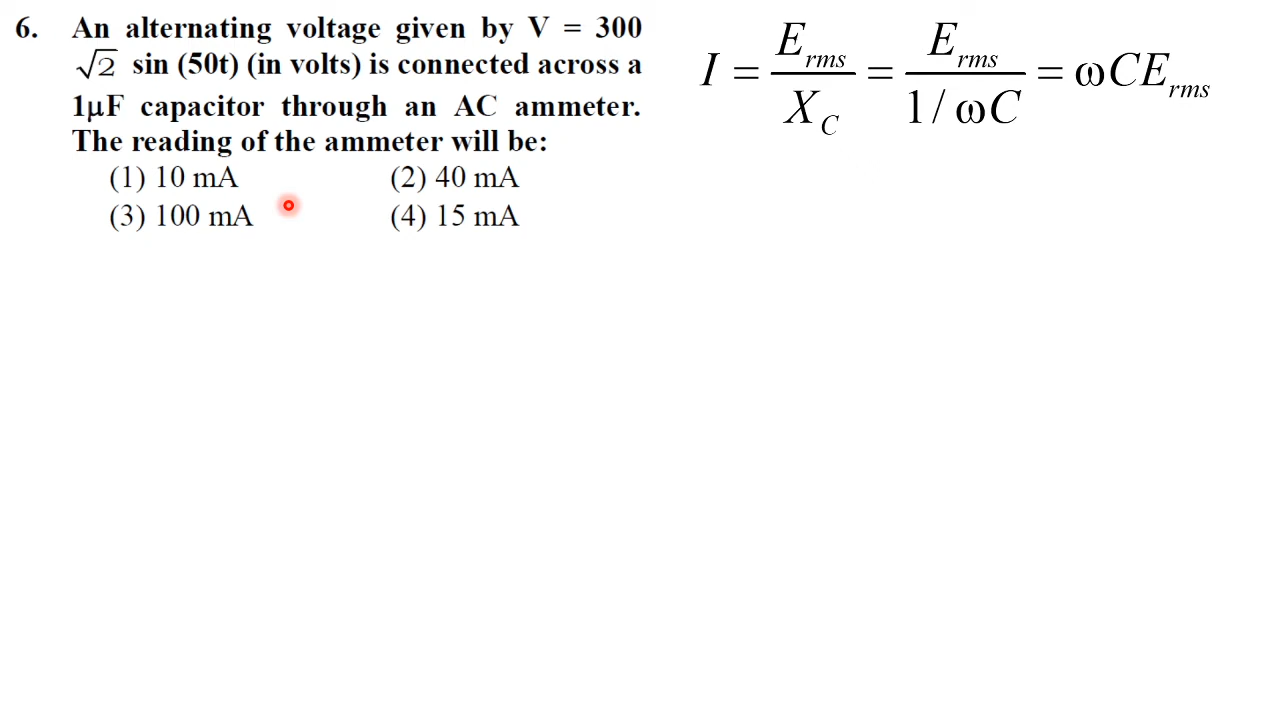 6. An alternating voltage given by V = 300
√2 sin (50t) (in volts) is connected across a
1µF capacitor through an AC ammeter.
The reading of the ammeter will be:
(1) 10 mA (2) 40 mA
(3) 100 mA (4) 15 mA
I = E_rms / X_C = E_rms / (1 / ωC) = ωCE_rms